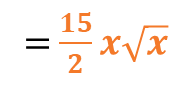 = 15/2 x√x